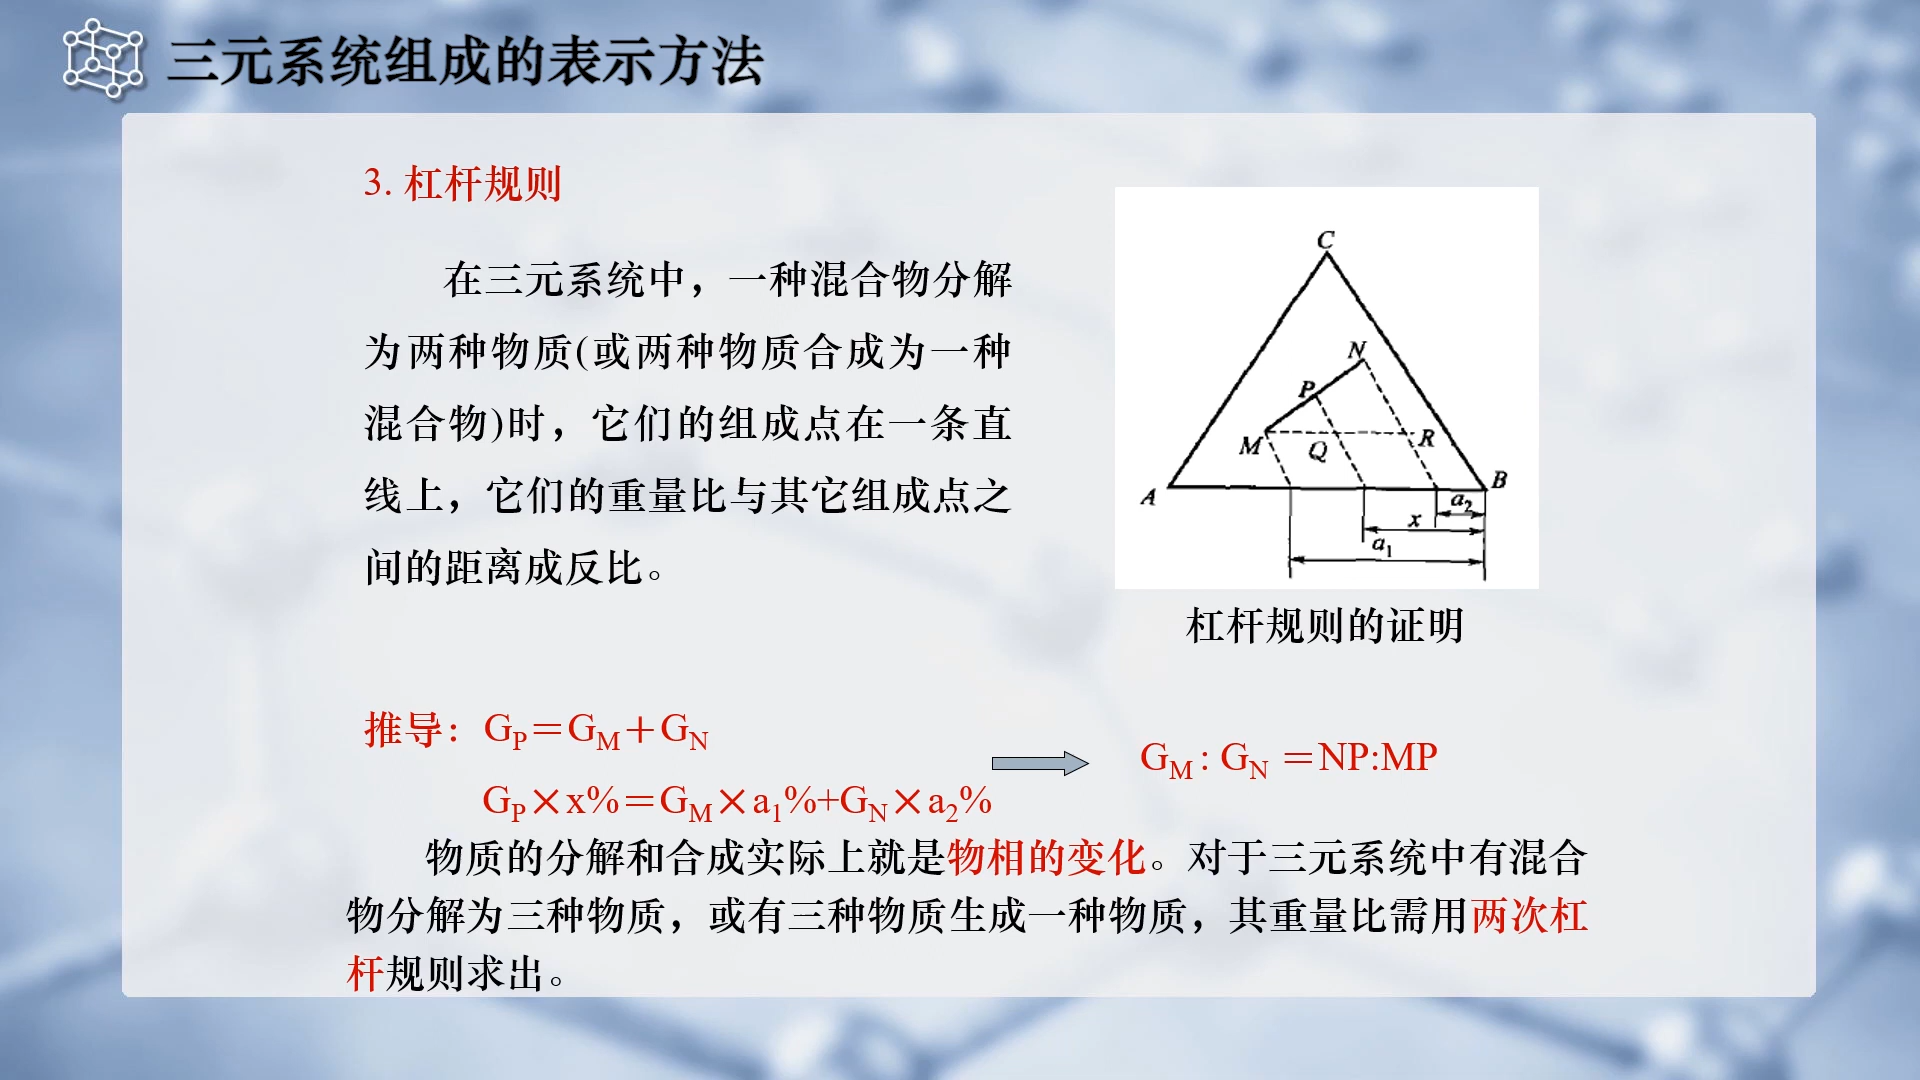 三元系统组成的表示方法
3. 杠杆规则
在三元系统中，一种混合物分解
为两种物质(或两种物质合成为一种
混合物)时，它们的组成点在一条直
线上，它们的重量比与其它组成点之
间的距离成反比。
C
N
P
M
Q
R
A
B
a₂
x
a₁
杠杆规则的证明
推导：G_P＝G_M＋G_N
G_P×x%＝G_M×a₁%+G_N×a₂%
G_M : G_N ＝NP:MP
物质的分解和合成实际上就是物相的变化。对于三元系统中有混合
物分解为三种物质，或有三种物质生成一种物质，其重量比需用两次杠
杆规则求出。